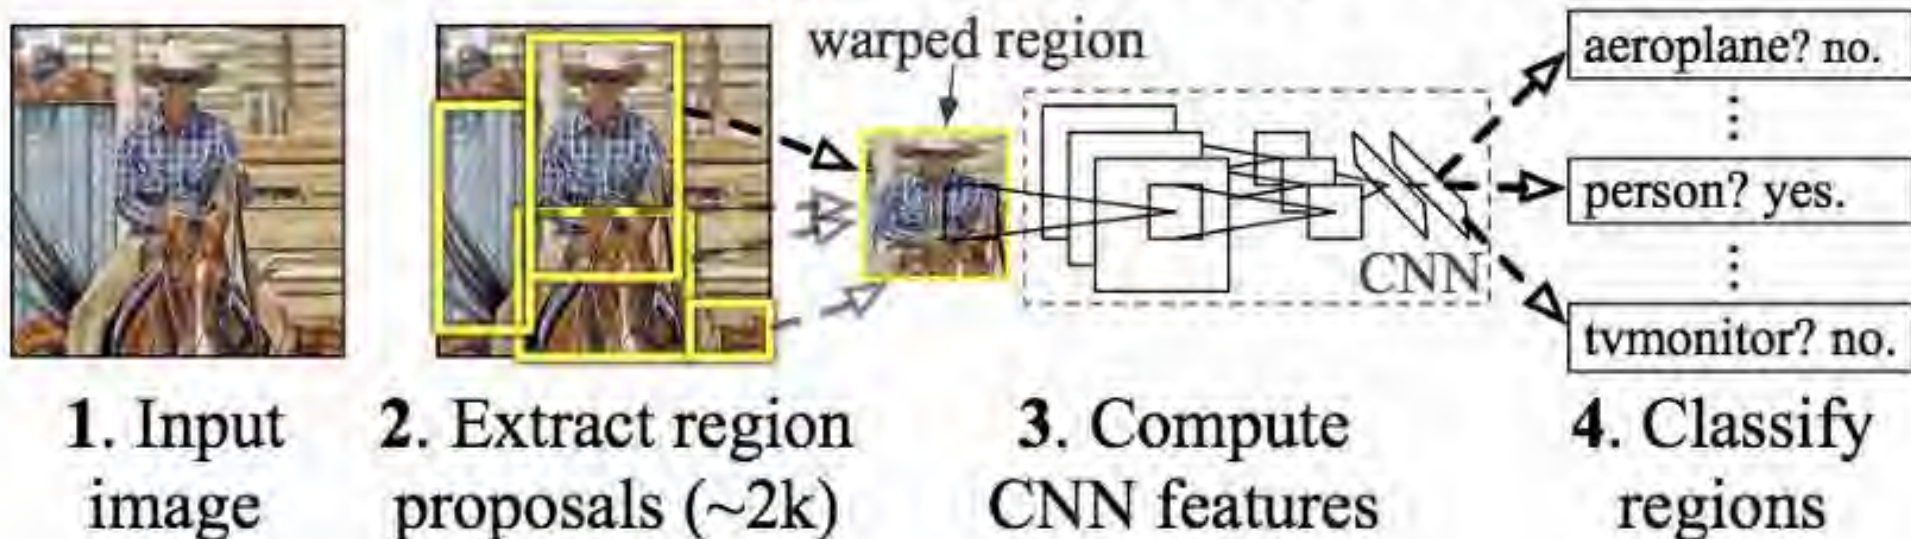 warped region
aeroplane? no.
person? yes.
CNN
tvmonitor? no.
1. Input
image
2. Extract region
proposals (~2k)
3. Compute
CNN features
4. Classify
regions